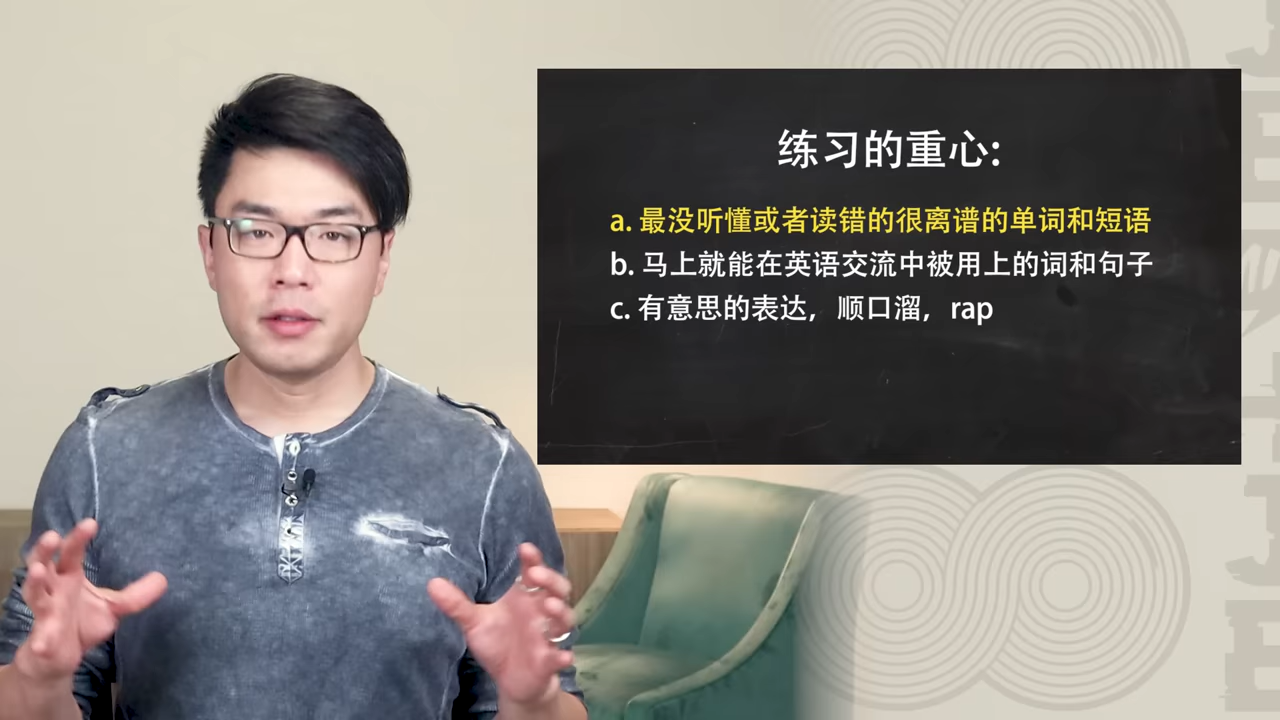 练习的重心:
a. 最没听懂或者读错的很离谱的单词和短语
b. 马上就能在英语交流中被用上的词和句子
c. 有意思的表达，顺口溜，rap